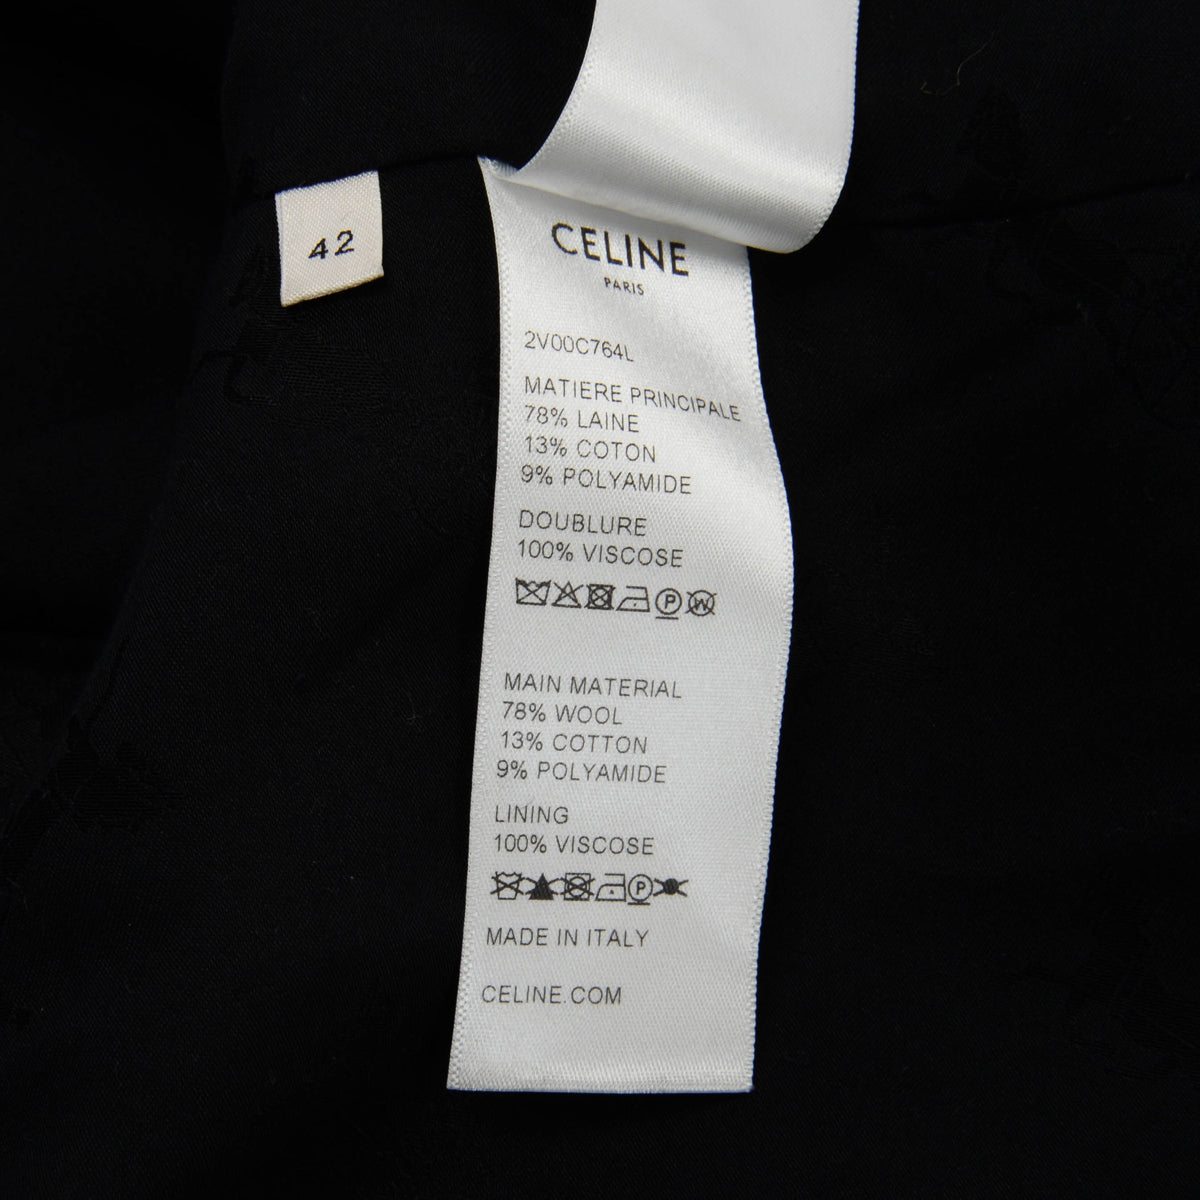 42
CELINE
PARIS
2V00C764L
MATIERE PRINCIPALE
78% LAINE
13% COTON
9% POLYAMIDE
DOUBLURE
100% VISCOSE
P W
MAIN MATERIAL
78% WOOL
13% COTTON
9% POLYAMIDE
LINING
100% VISCOSE
P
MADE IN ITALY
CELINE.COM